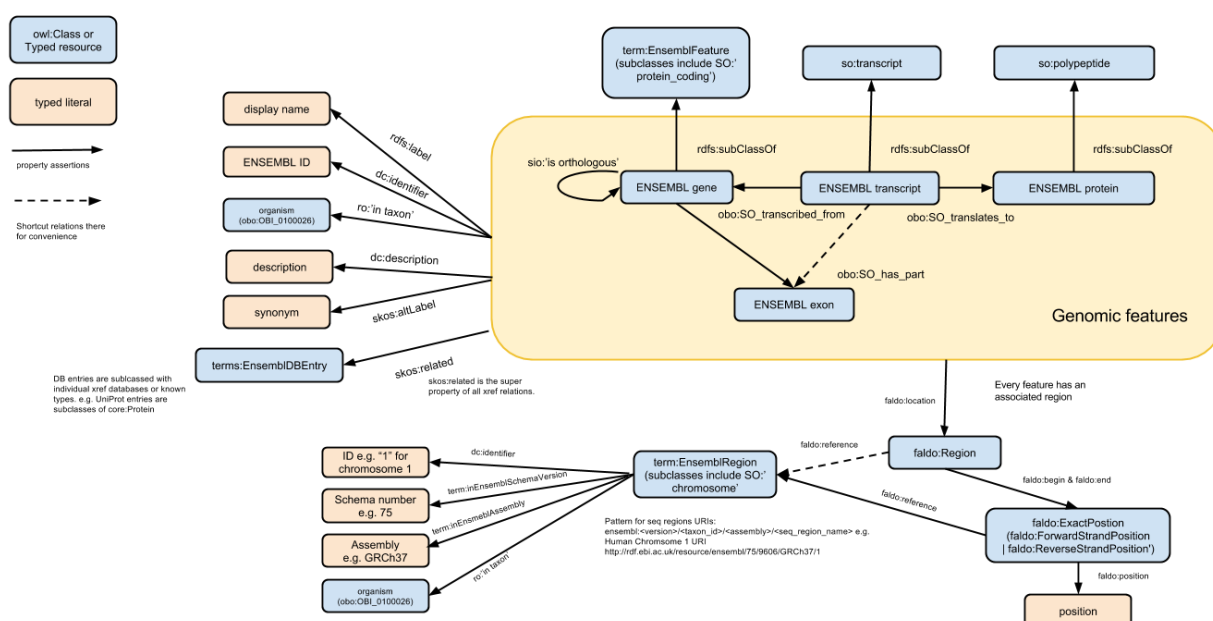 owl:Class or
Typed resource
typed literal
property assertions
Shortcut relations there
for convenience
term:EnsemblFeature
(subclasses include SO:'
protein_coding')
so:transcript
so:polypeptide
display name
ENSEMBL ID
organism
(obo:OBI_0100026)
description
synonym
terms:EnsemblDBEntry
rdfs:label
dc:identifier
ro:'in taxon'
dc:description
skos:altLabel
skos:related
skos:related is the super
property of all xref relations.
DB entries are sublcassed with
individual xref databases or known
types. e.g. UniProt entries are
subclasses of core:Protein
rdfs:subClassOf
rdfs:subClassOf
rdfs:subClassOf
sio:'is orthologous'
ENSEMBL gene
ENSEMBL transcript
ENSEMBL protein
obo:SO_transcribed_from
obo:SO_translates_to
obo:SO_has_part
ENSEMBL exon
Genomic features
Every feature has an
associated region
faldo:location
faldo:Region
faldo:reference
faldo:begin & faldo:end
faldo:reference
faldo:ExactPostion
(faldo:ForwardStrandPosition
| faldo:ReverseStrandPosition')
faldo:position
position
term:EnsemblRegion
(subclasses include SO:'
chromosome'
dc:identifier
term:inEnsemblSchemaVersion
term:inEnsmeblAssembly
ro:'in taxon'
ID e.g. "1" for
chromosome 1
Schema number
e.g. 75
Assembly
e.g. GRCh37
organism
(obo:OBI_0100026)
Pattern for seq regions URIs:
ensembl:<version>/<taxon_id>/<assembly>/<seq_region_name> e.g.
Human Chromsome 1 URI
http://rdf.ebi.ac.uk/resource/ensembl/75/9606/GRCh37/1